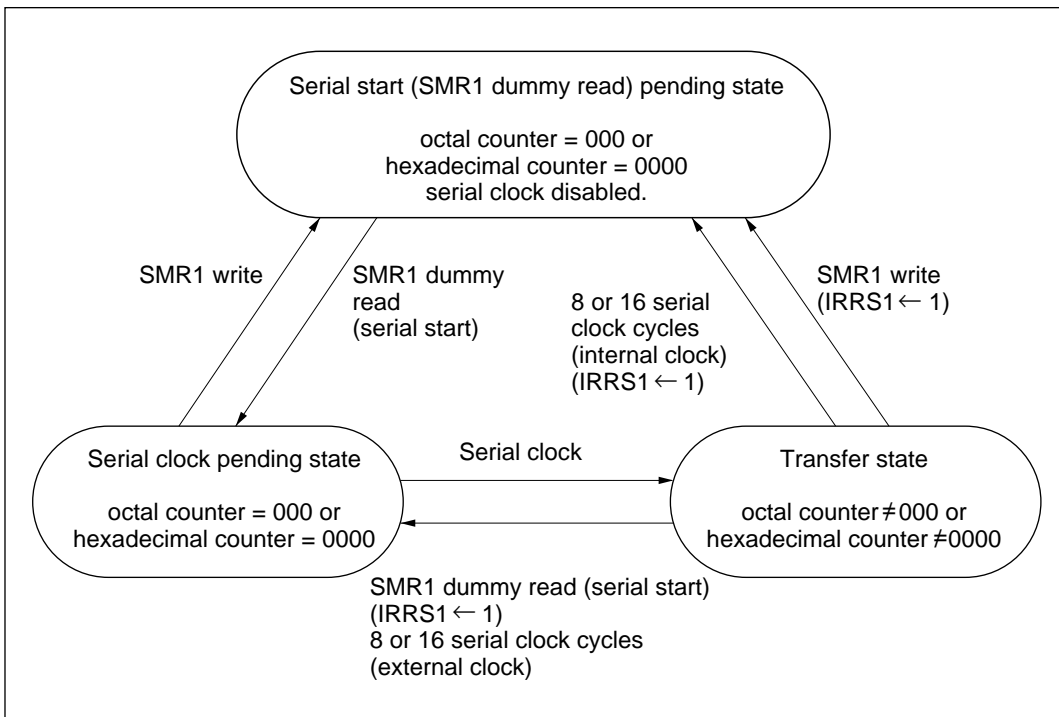 Serial start (SMR1 dummy read) pending state
octal counter = 000 or
hexadecimal counter = 0000
serial clock disabled.
SMR1 write
SMR1 dummy
read
(serial start)
8 or 16 serial
clock cycles
(internal clock)
(IRRS1 ← 1)
SMR1 write
(IRRS1 ← 1)
Serial clock pending state
octal counter = 000 or
hexadecimal counter = 0000
Serial clock
Transfer state
octal counter ≠ 000 or
hexadecimal counter ≠ 0000
SMR1 dummy read (serial start)
(IRRS1 ← 1)
8 or 16 serial clock cycles
(external clock)